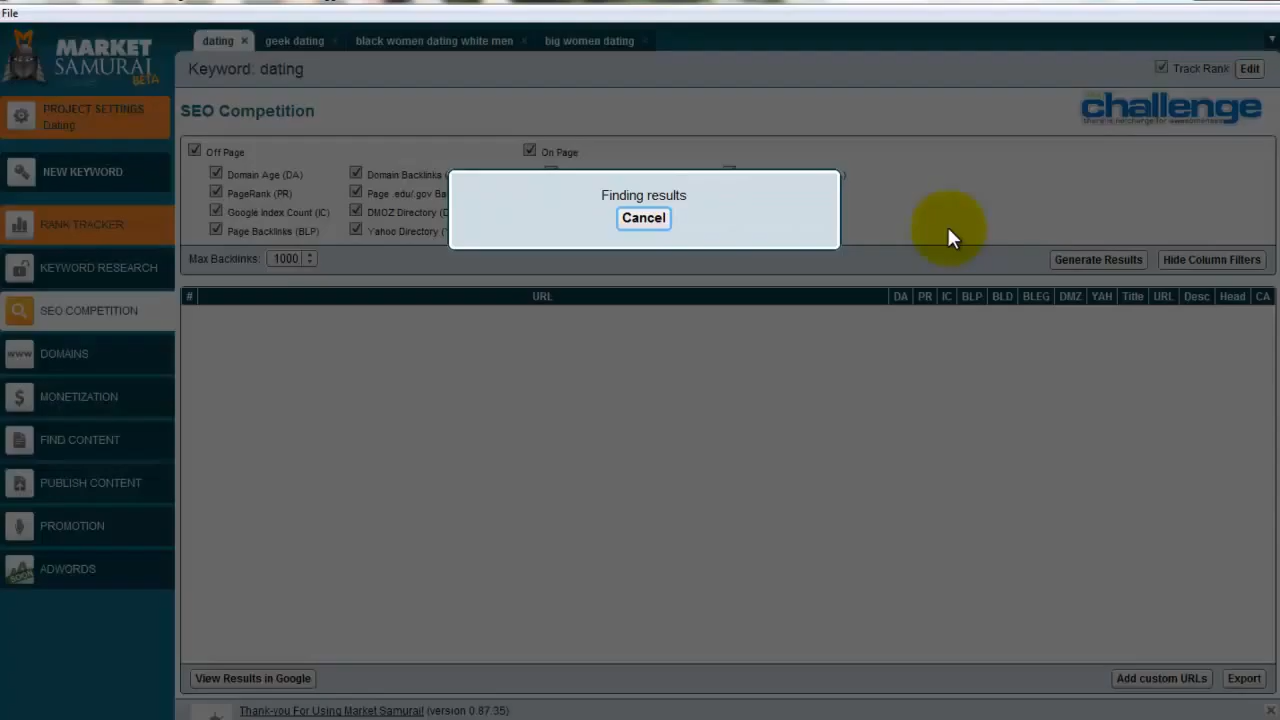 File
MARKET
SAMURAI
BETA
dating
geek dating
black women dating white men
big women dating
Keyword: dating
Track Rank
Edit
PROJECT SETTINGS
Dating
SEO Competition
challenge
Off Page
On Page
Domain Age (DA)
Domain Backlinks
PageRank (PR)
Page .edu/.gov Ba
Google Index Count (IC)
DMOZ Directory (D
Page Backlinks (BLP)
Yahoo Directory (
Finding results
Cancel
Max Backlinks:
1000
Generate Results
Hide Column Filters
# URL DA PR IC BLP BLD BLEG DMZ YAH Title URL Desc Head CA
NEW KEYWORD
RANK TRACKER
KEYWORD RESEARCH
SEO COMPETITION
www DOMAINS
$ MONETIZATION
FIND CONTENT
PUBLISH CONTENT
PROMOTION
ADWORDS
View Results in Google
Add custom URLs
Export
Thank-you For Using Market Samurai! (version 0.87.35)